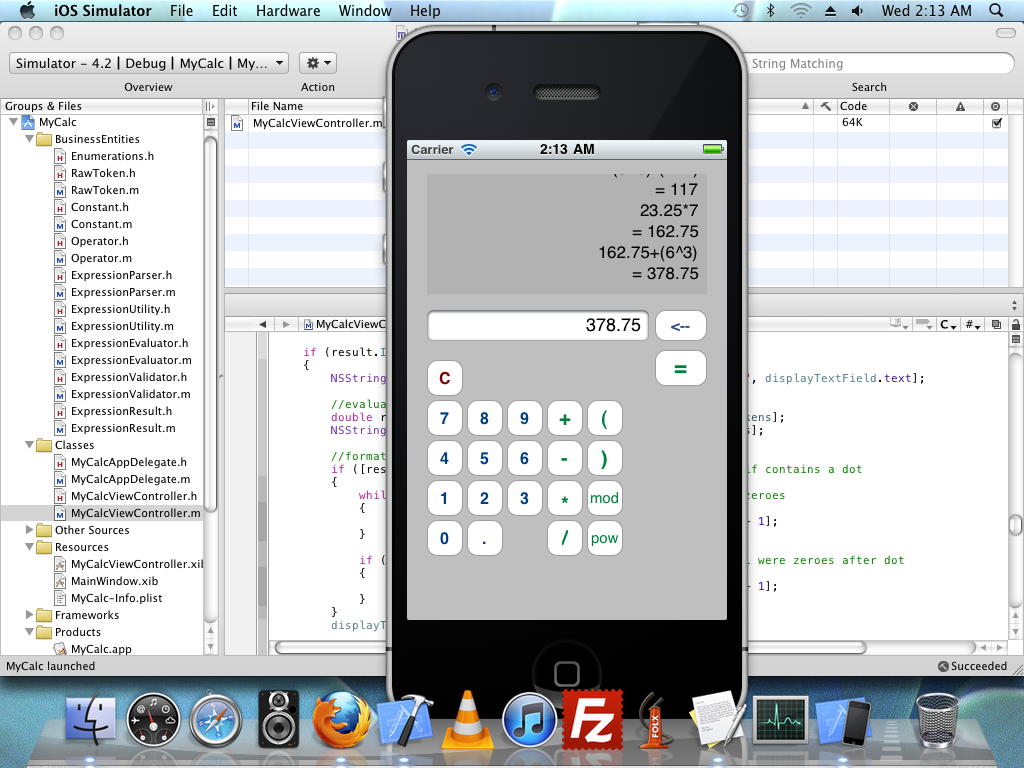 iOS Simulator File Edit Hardware Window Help Wed 2:13 AM
Simulator - 4.2 | Debug | MyCalc | My...
String Matching
Overview Action Search
Groups & Files
File Name Code
MyCalc
MyCalcViewController.m 64K
BusinessEntities
Enumerations.h
RawToken.h
RawToken.m
Constant.h
Constant.m
Operator.h
Operator.m
ExpressionParser.h
ExpressionParser.m
ExpressionUtility.h
ExpressionUtility.m
ExpressionEvaluator.h
ExpressionEvaluator.m
ExpressionValidator.h
ExpressionValidator.m
ExpressionResult.h
ExpressionResult.m
Classes
MyCalcAppDelegate.h
MyCalcAppDelegate.m
MyCalcViewController.h
MyCalcViewController.m
Other Sources
Resources
MyCalcViewController.xi
MainWindow.xib
MyCalc-Info.plist
Frameworks
Products
MyCalc.app
MyCalc launched
Succeeded
Carrier 2:13 AM
= 117
23.25*7
= 162.75
162.75+(6^3)
= 378.75
378.75 <--
=
C
7 8 9 + (
4 5 6 - )
1 2 3 * mod
0 . / pow
MyCalcViewC
C #
if (result.
{
NSString ", displayTextField.text];
//evalua
double r kens];
NSString s];
//format if contains a dot
if ([res
{
whil zeroes
{ - 1];
}
if ( l were zeroes after dot
{ - 1];
}
}
displayT
Fz
FOLX